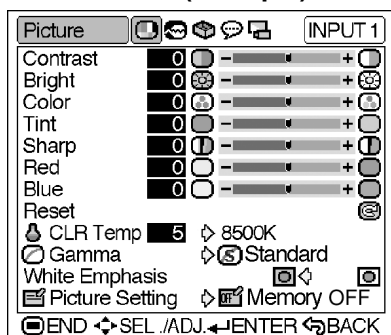 Picture INPUT 1
Contrast 0 - +
Bright 0 - +
Color 0 - +
Tint 0 - +
Sharp 0 - +
Red 0 - +
Blue 0 - +
Reset
CLR Temp 5 8500K
Gamma S Standard
White Emphasis
Picture Setting OFF Memory OFF
END SEL./ADJ. ENTER BACK